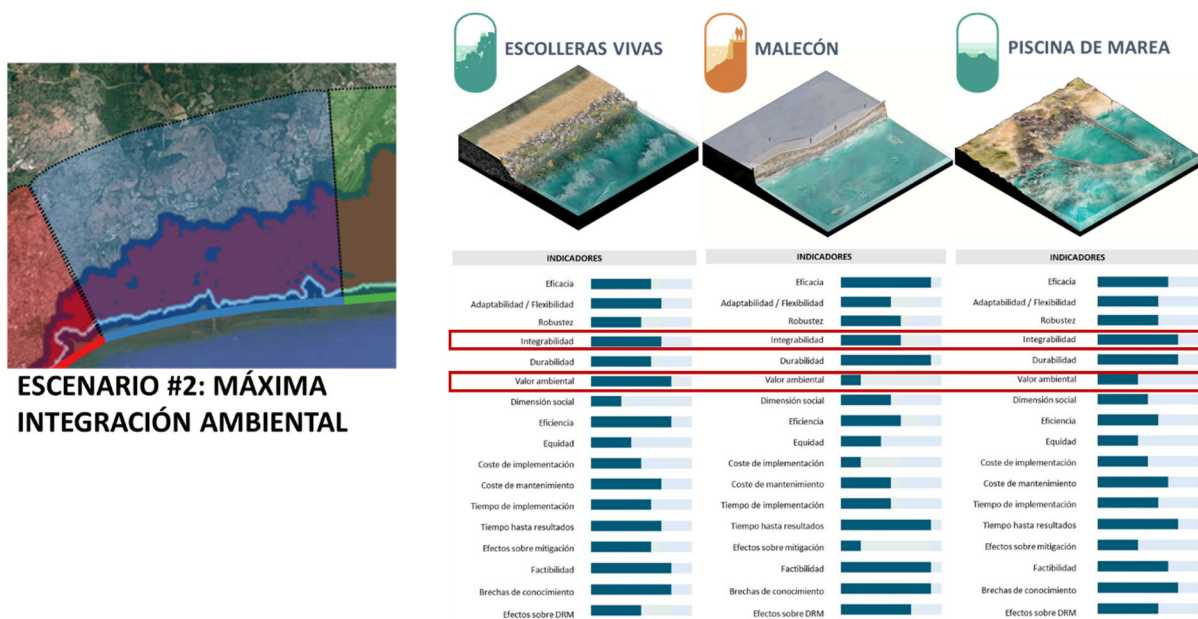 ESCOLLERAS VIVAS
MALECÓN
PISCINA DE MAREA
ESCENARIO #2: MÁXIMA
INTEGRACIÓN AMBIENTAL
INDICADORES
Eficacia
Adaptabilidad / Flexibilidad
Robustez
Integrabilidad
Durabilidad
Valor ambiental
Dimensión social
Eficiencia
Equidad
Coste de implementación
Coste de mantenimiento
Tiempo de implementación
Tiempo hasta resultados
Efectos sobre mitigación
Factibilidad
Brechas de conocimiento
Efectos sobre DRM
INDICADORES
Eficacia
Adaptabilidad / Flexibilidad
Robustez
Integrabilidad
Durabilidad
Valor ambiental
Dimensión social
Eficiencia
Equidad
Coste de implementación
Coste de mantenimiento
Tiempo de implementación
Tiempo hasta resultados
Efectos sobre mitigación
Factibilidad
Brechas de conocimiento
Efectos sobre DRM
INDICADORES
Eficacia
Adaptabilidad / Flexibilidad
Robustez
Integrabilidad
Durabilidad
Valor ambiental
Dimensión social
Eficiencia
Equidad
Coste de implementación
Coste de mantenimiento
Tiempo de implementación
Tiempo hasta resultados
Efectos sobre mitigación
Factibilidad
Brechas de conocimiento
Efectos sobre DRM